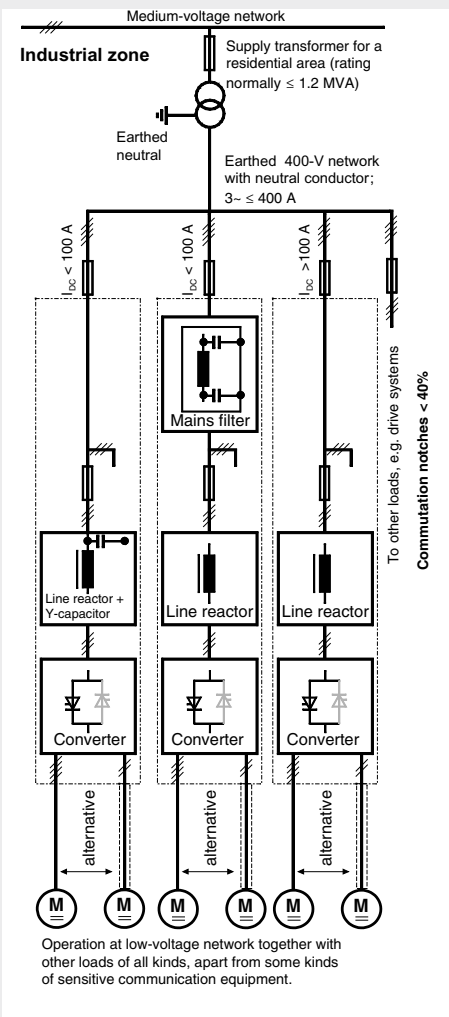 Medium-voltage network
Industrial zone
Supply transformer for a
residential area (rating
normally ≤ 1.2 MVA)
Earthed
neutral
Earthed 400-V network
with neutral conductor;
3~ ≤ 400 A
I_DC < 100 A
I_DC < 100 A
I_DC >100 A
To other loads, e.g. drive systems
Commutation notches < 40%
Mains filter
Line reactor +
Y-capacitor
Line reactor
Line reactor
Converter
Converter
Converter
alternative
alternative
alternative
M
M
M
M
M
M
Operation at low-voltage network together with
other loads of all kinds, apart from some kinds
of sensitive communication equipment.